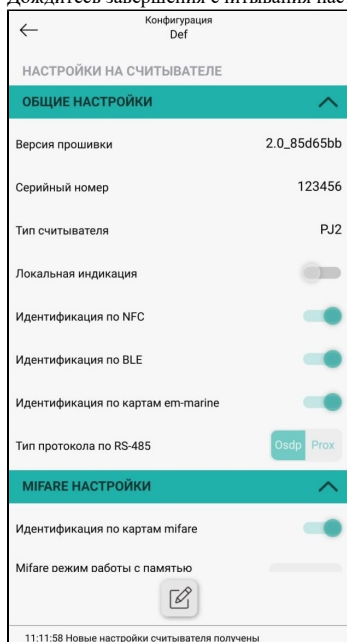 Дождитесь завершения считывания нас
Конфигурация
Def
НАСТРОЙКИ НА СЧИТЫВАТЕЛЕ
ОБЩИЕ НАСТРОЙКИ
Версия прошивки 2.0_85d65bb
Серийный номер 123456
Тип считывателя PJ2
Локальная индикация
Идентификация по NFC
Идентификация по BLE
Идентификация по картам em-marine
Тип протокола по RS-485 Osdp Prox
MIFARE НАСТРОЙКИ
Идентификация по картам mifare
Mifare режим работы с памятью
11:11:58 Новые настройки считывателя получены